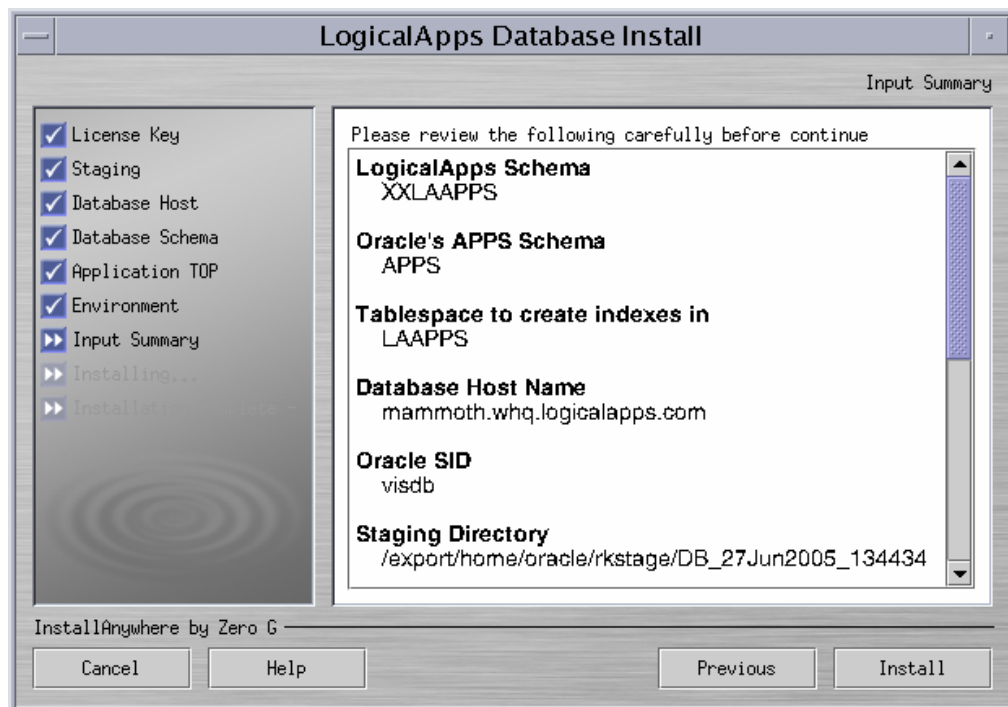 LogicalApps Database Install
Input Summary
License Key
Staging
Database Host
Database Schema
Application TOP
Environment
Input Summary
Installing...
Please review the following carefully before continue
LogicalApps Schema
XXLAAPPS
Oracle's APPS Schema
APPS
Tablespace to create indexes in
LAAPPS
Database Host Name
mammoth.whq.logicalapps.com
Oracle SID
visdb
Staging Directory
/export/home/oracle/rkstage/DB_27Jun2005_134434
InstallAnywhere by Zero G
Cancel
Help
Previous
Install